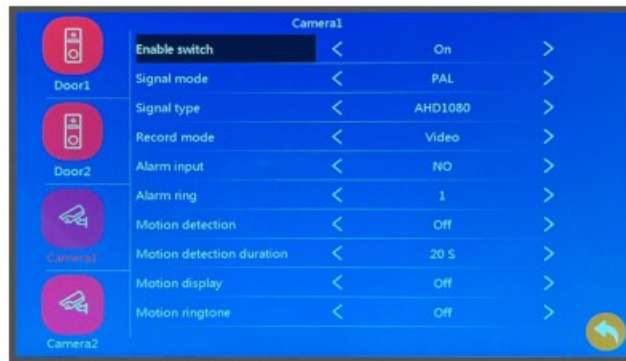 Camera1
Door1
Door2
Camera1
Camera2
Enable switch < On >
Signal mode < PAL >
Signal type < AHD1080 >
Record mode < Video >
Alarm input < NO >
Alarm ring < 1 >
Motion detection < Off >
Motion detection duration < 20 S >
Motion display < Off >
Motion ringtone < Off >